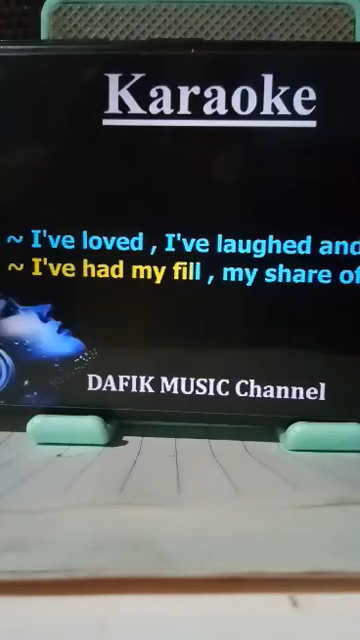 Karaoke
~ I've loved , I've laughed and
~ I've had my fill , my share of
DAFIK MUSIC Channel